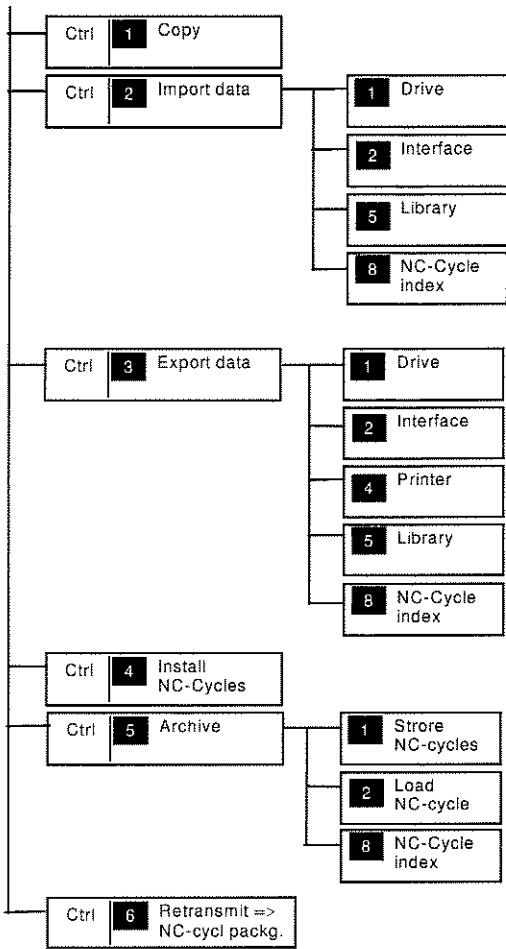 Ctrl 1 Copy
Ctrl 2 Import data
1 Drive
2 Interface
5 Library
8 NC-Cycle
index
Ctrl 3 Export data
1 Drive
2 Interface
4 Printer
5 Library
8 NC-Cycle
index
Ctrl 4 Install
NC-Cycles
Ctrl 5 Archive
1 Strore
NC-cycles
2 Load
NC-cycle
8 NC-Cycle
index
Ctrl 6 Retransmit =>
NC-cycl packg.